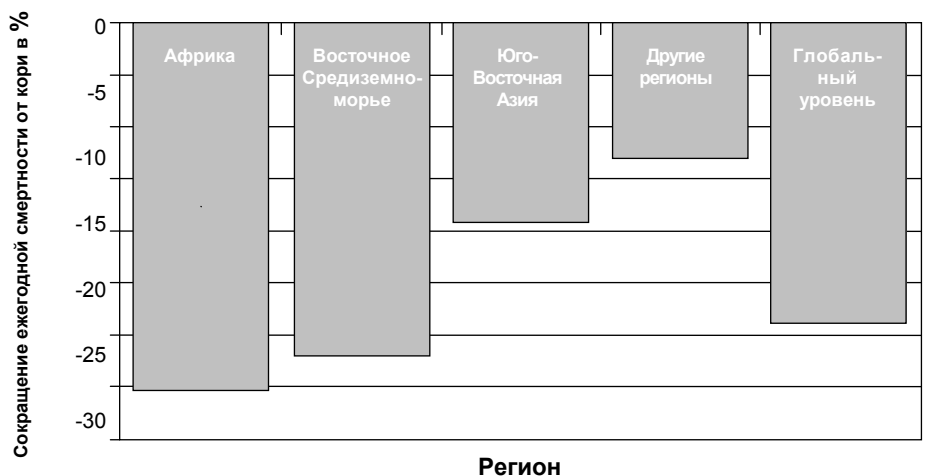 Сокращение ежегодной смертности от кори в %
0
-5
-10
-15
-20
-25
-30
Африка
Восточное
Средиземно-
морье
Юго-
Восточная
Азия
Другие
регионы
Глобаль-
ный
уровень
Регион